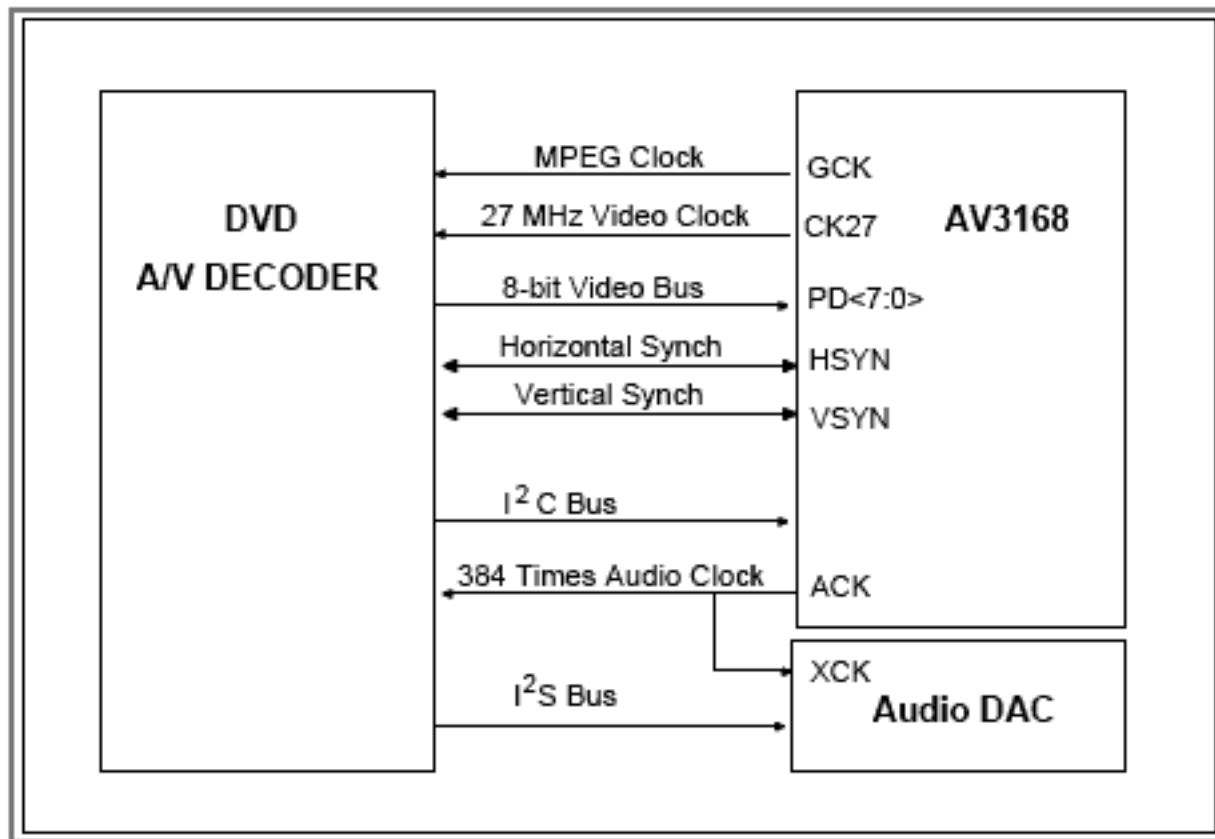 MPEG Clock
GCK
DVD
A/V DECODER
27 MHz Video Clock
CK27
AV3168
8-bit Video Bus
PD<7:0>
Horizontal Synch
HSYN
Vertical Synch
VSYN
I² C Bus
384 Times Audio Clock
ACK
XCK
I²S Bus
Audio DAC